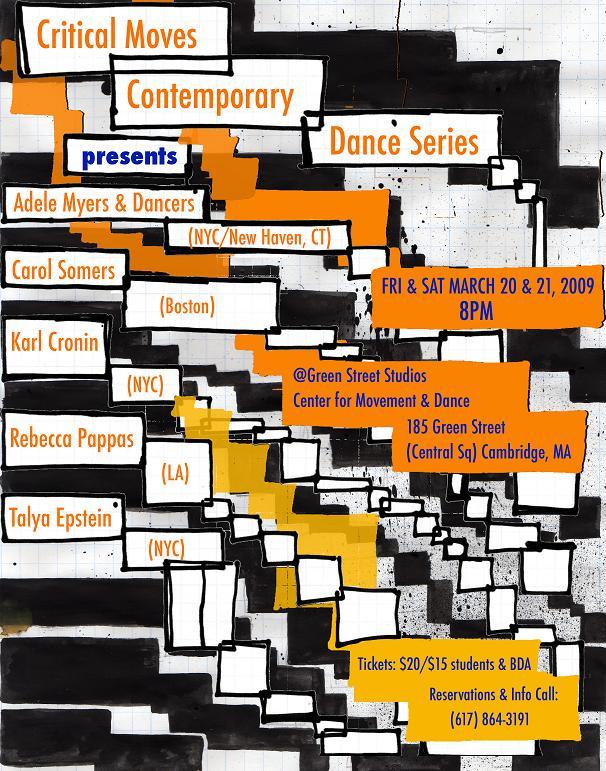 Critical Moves
Contemporary
Dance Series
presents
Adele Myers & Dancers
(NYC/New Haven, CT)
Carol Somers
(Boston)
Karl Cronin
(NYC)
Rebecca Pappas
(LA)
Talya Epstein
(NYC)
FRI & SAT MARCH 20 & 21, 2009
8PM
@Green Street Studios
Center for Movement & Dance
185 Green Street
(Central Sq) Cambridge, MA
Tickets: $20/$15 students & BDA
Reservations & Info Call:
(617) 864-3191